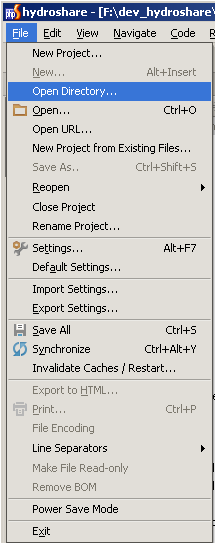 hydroshare - [F:\dev_hydroshare\
File Edit View Navigate Code
New Project...
New... Alt+Insert
Open Directory...
Open... Ctrl+O
Open URL...
New Project from Existing Files...
Save As.. Ctrl+Shift+S
Reopen
Close Project
Rename Project...
Settings... Alt+F7
Default Settings...
Import Settings...
Export Settings...
Save All Ctrl+S
Synchronize Ctrl+Alt+Y
Invalidate Caches / Restart...
Export to HTML...
Print... Ctrl+P
File Encoding
Line Separators
Make File Read-only
Remove BOM
Power Save Mode
Exit